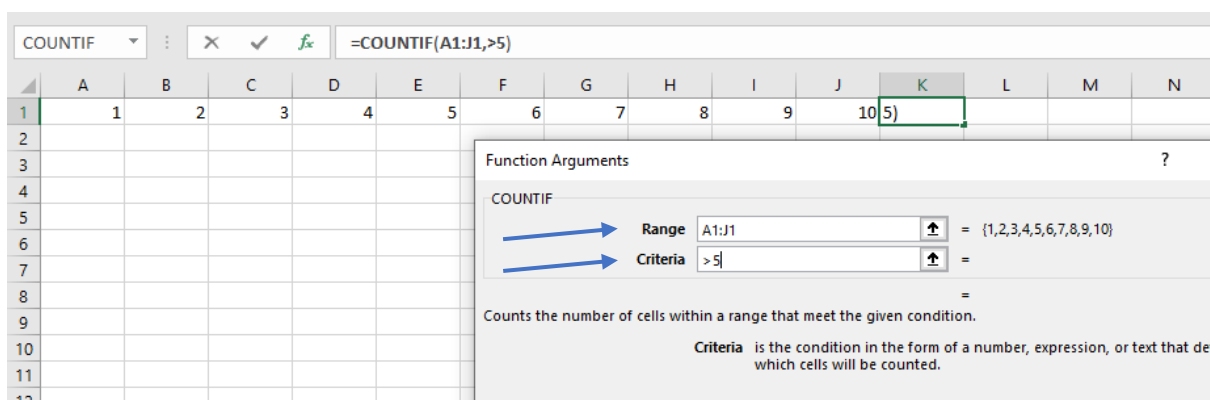 COUNTIF fx =COUNTIF(A1:J1,>5)
A B C D E F G H I J K L M N
1 1 2 3 4 5 6 7 8 9 10 5)
2
3 Function Arguments ?
4 COUNTIF
5 Range A1:J1 = {1,2,3,4,5,6,7,8,9,10}
6 Criteria >5 =
7
8 =
9 Counts the number of cells within a range that meet the given condition.
10 Criteria is the condition in the form of a number, expression, or text that de
11 which cells will be counted.